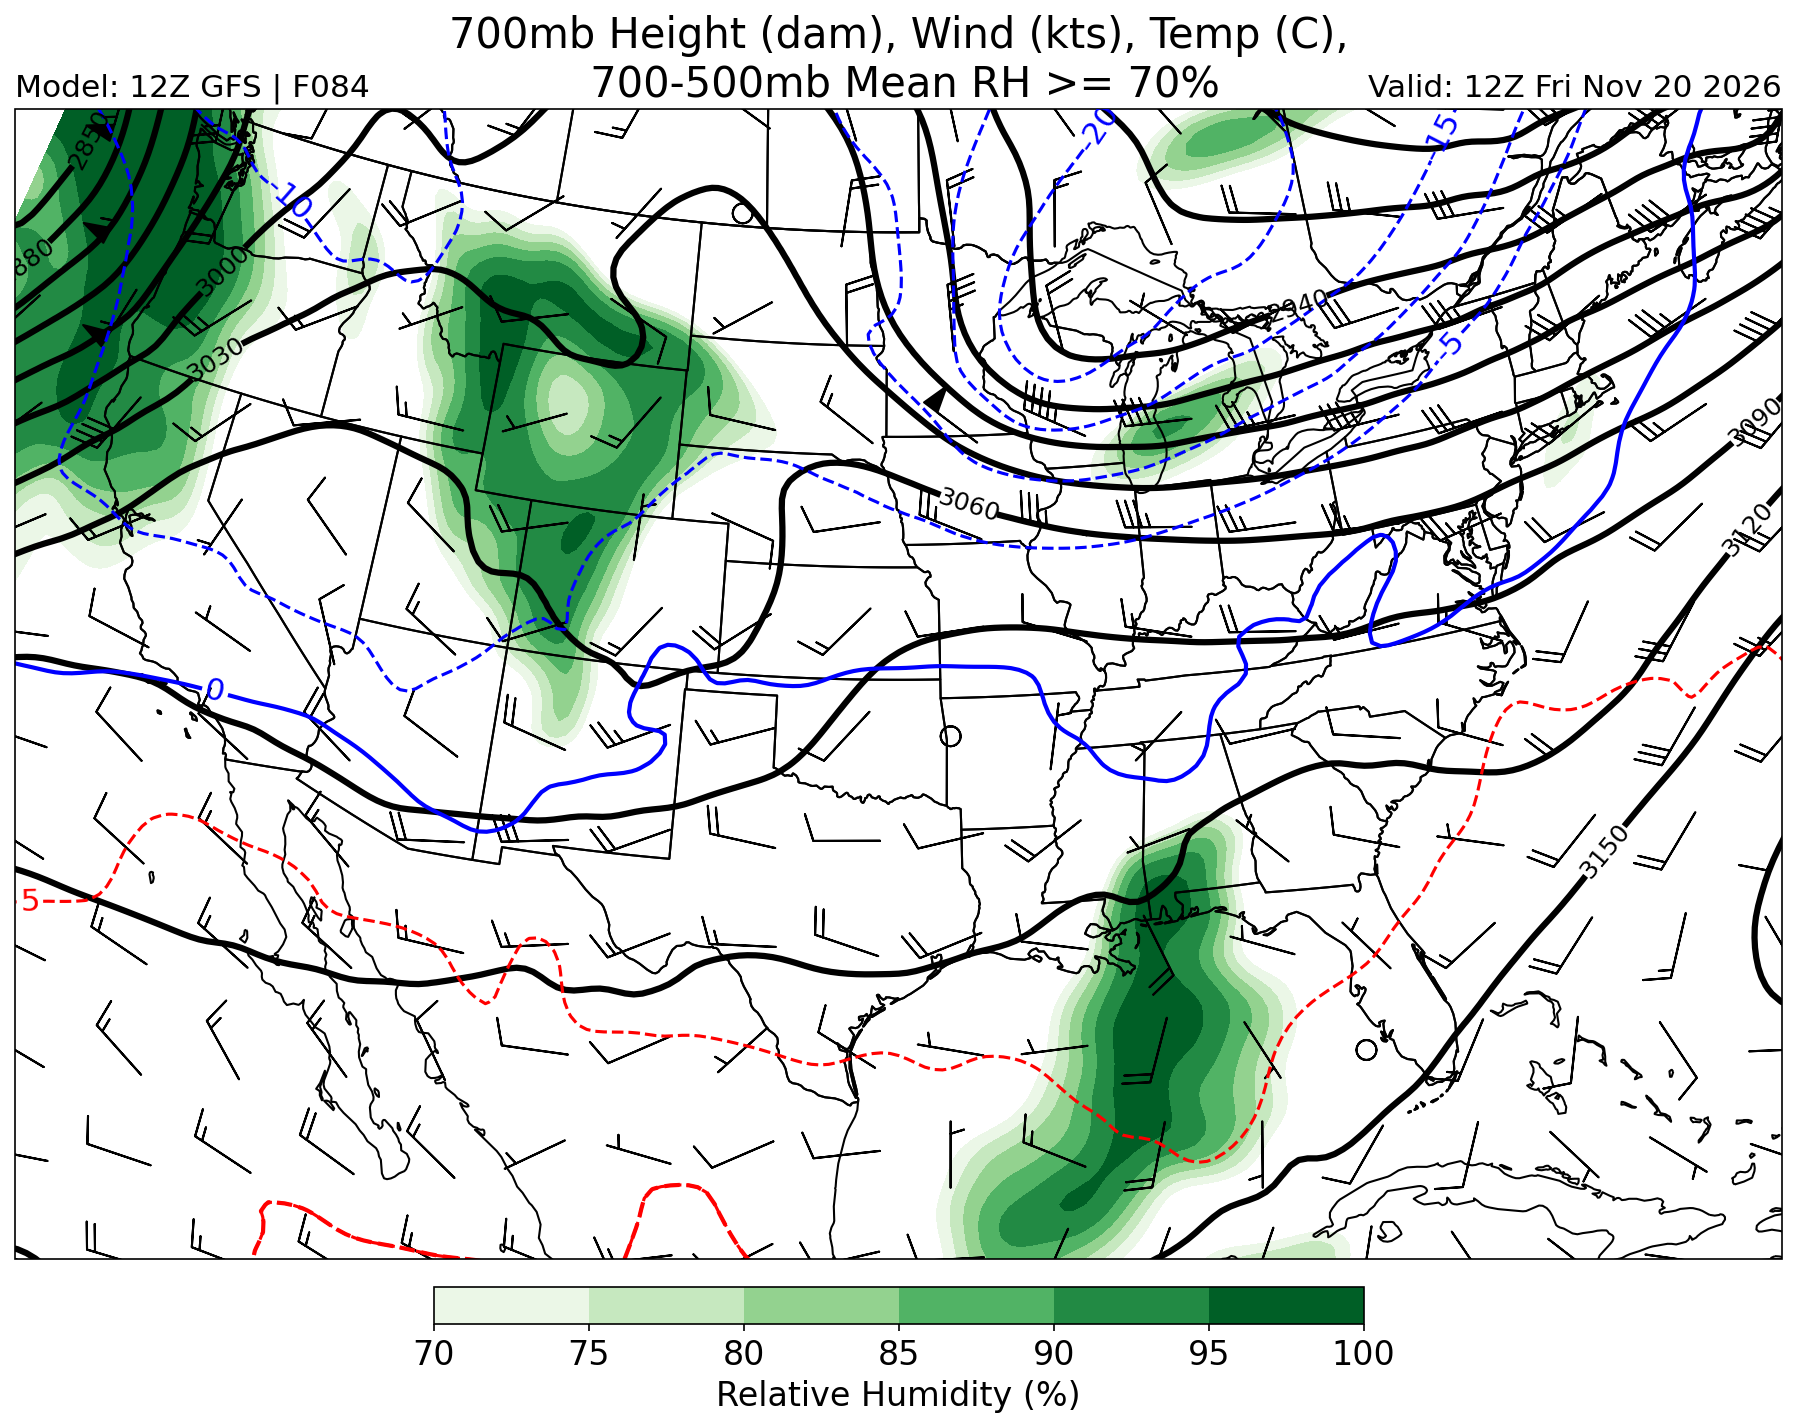 700mb Height (dam), Wind (kts), Temp (C),
700-500mb Mean RH >= 70%
Model: 12Z GFS | F084
Valid: 12Z Fri Nov 20 2026
2850
-10
-20
-15
880
3000
2940
3030
-5
3090
3060
3120
0
3150
5
70 75 80 85 90 95 100
Relative Humidity (%)